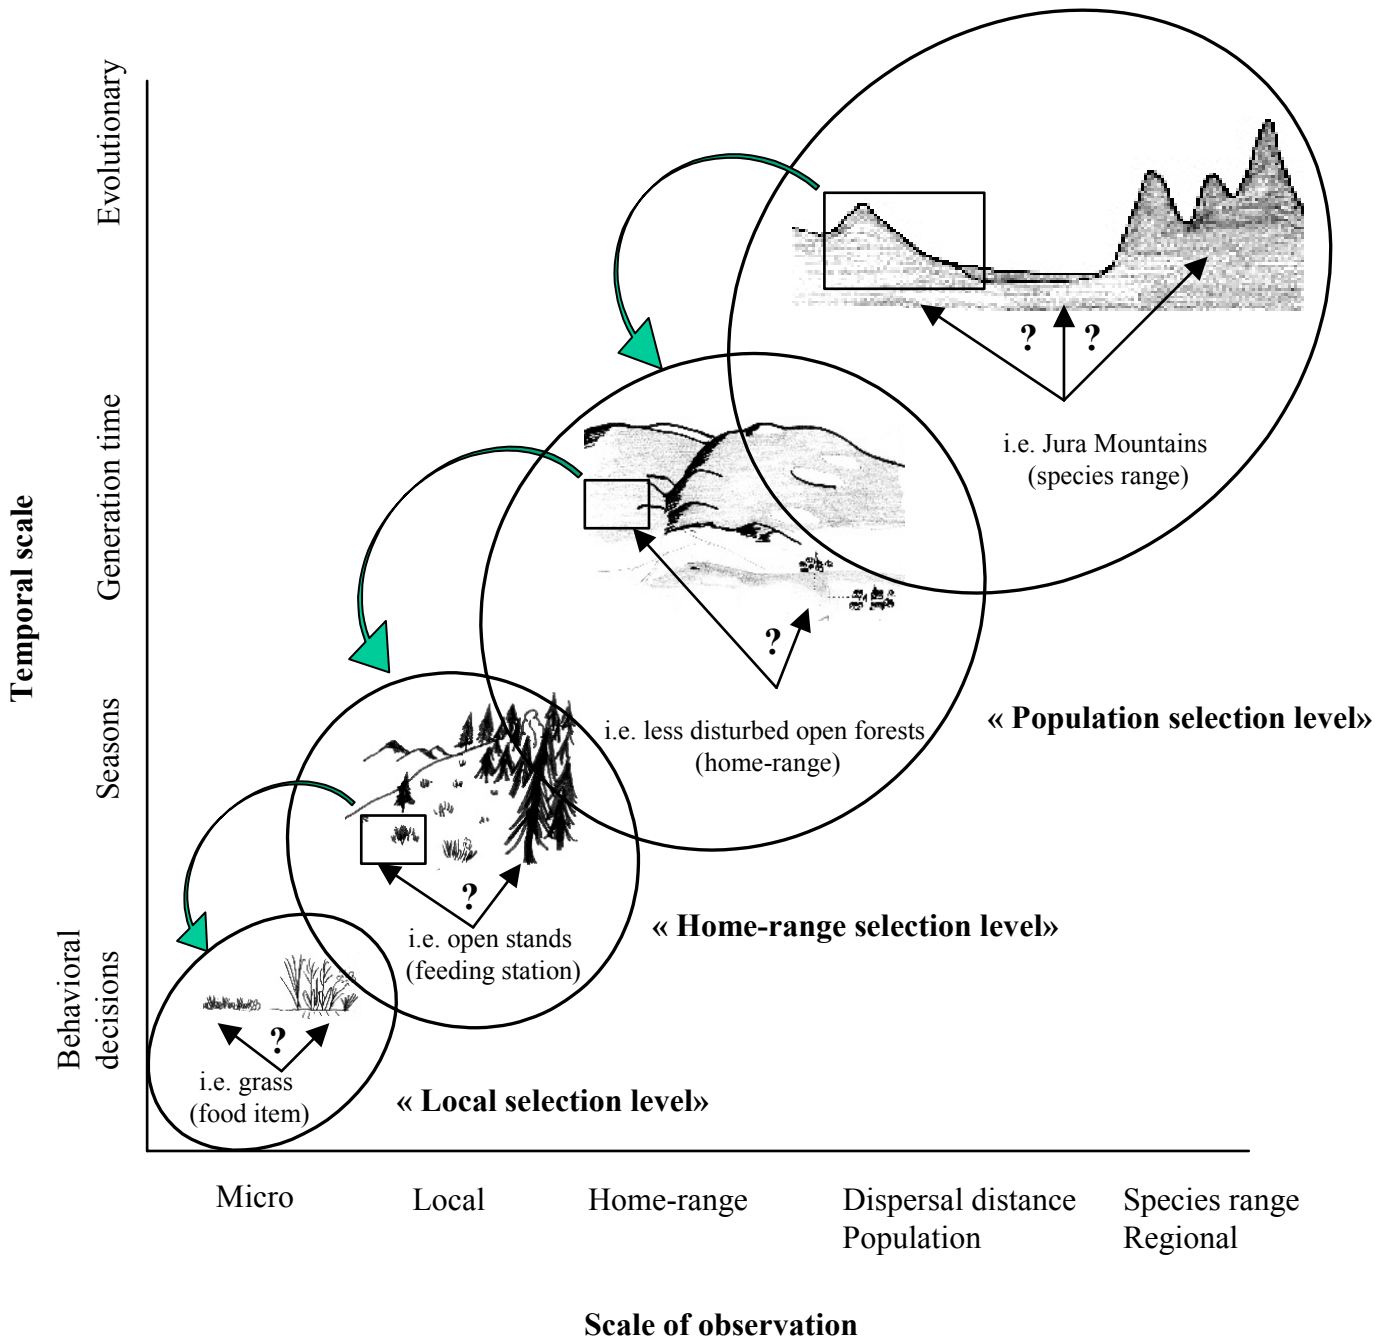 Evolutionary
Generation time
Seasons
Behavioral
decisions
Temporal scale
? ?
i.e. Jura Mountains
(species range)
?
i.e. less disturbed open forests
(home-range)
« Population selection level»
?
i.e. open stands
(feeding station)
« Home-range selection level»
?
i.e. grass
(food item)
« Local selection level»
Micro
Local
Home-range
Dispersal distance
Population
Species range
Regional
Scale of observation